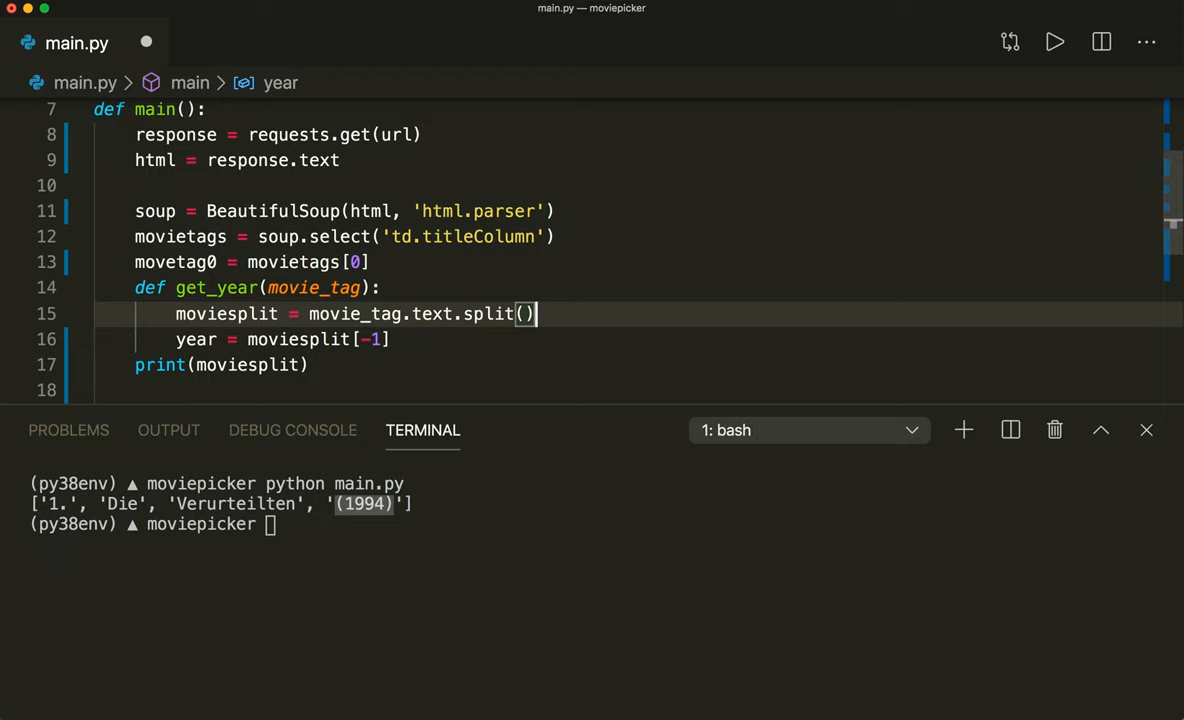 main.py — moviepicker
main.py
main.py > main > year
7 def main():
8 response = requests.get(url)
9 html = response.text
10
11 soup = BeautifulSoup(html, 'html.parser')
12 movietags = soup.select('td.titleColumn')
13 movetag0 = movietags[0]
14 def get_year(movie_tag):
15 moviesplit = movie_tag.text.split()
16 year = moviesplit[-1]
17 print(moviesplit)
18
PROBLEMS OUTPUT DEBUG CONSOLE TERMINAL 1: bash
(py38env) ▲ moviepicker python main.py
['1.', 'Die', 'Verurteilten', '(1994)']
(py38env) ▲ moviepicker